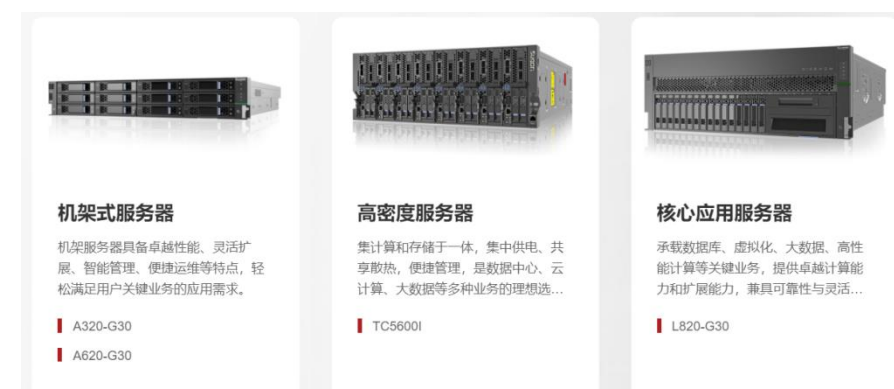 机架式服务器
机架服务器具备卓越性能、灵活扩
展、智能管理、便捷运维等特点，轻
松满足用户关键业务的应用需求。
A320-G30
A620-G30
高密度服务器
集计算和存储于一体，集中供电、共
享散热，便捷管理，是数据中心、云
计算、大数据等多种业务的理想选...
TC5600I
核心应用服务器
承载数据库、虚拟化、大数据、高性
能计算等关键业务，提供卓越计算能
力和扩展能力，兼具可靠性与灵活...
L820-G30